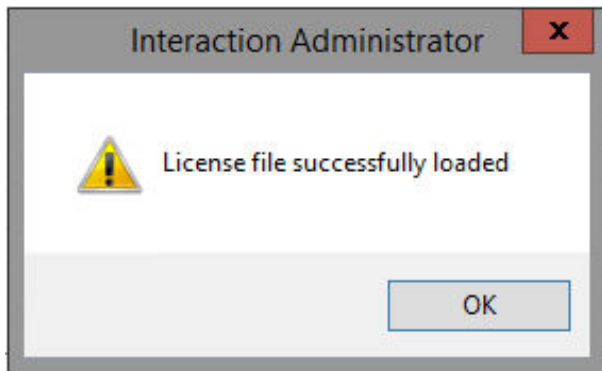 Interaction Administrator
License file successfully loaded
OK